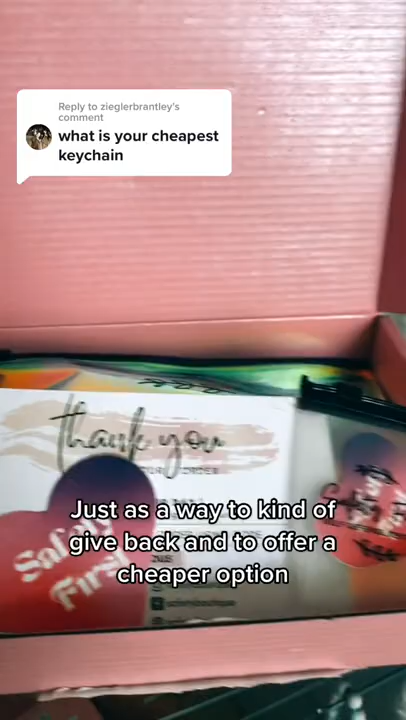 Reply to zieglerbrantley's
comment
what is your cheapest
keychain
thank you
Just as a way to kind of
give back and to offer a
cheaper option
Safety
First